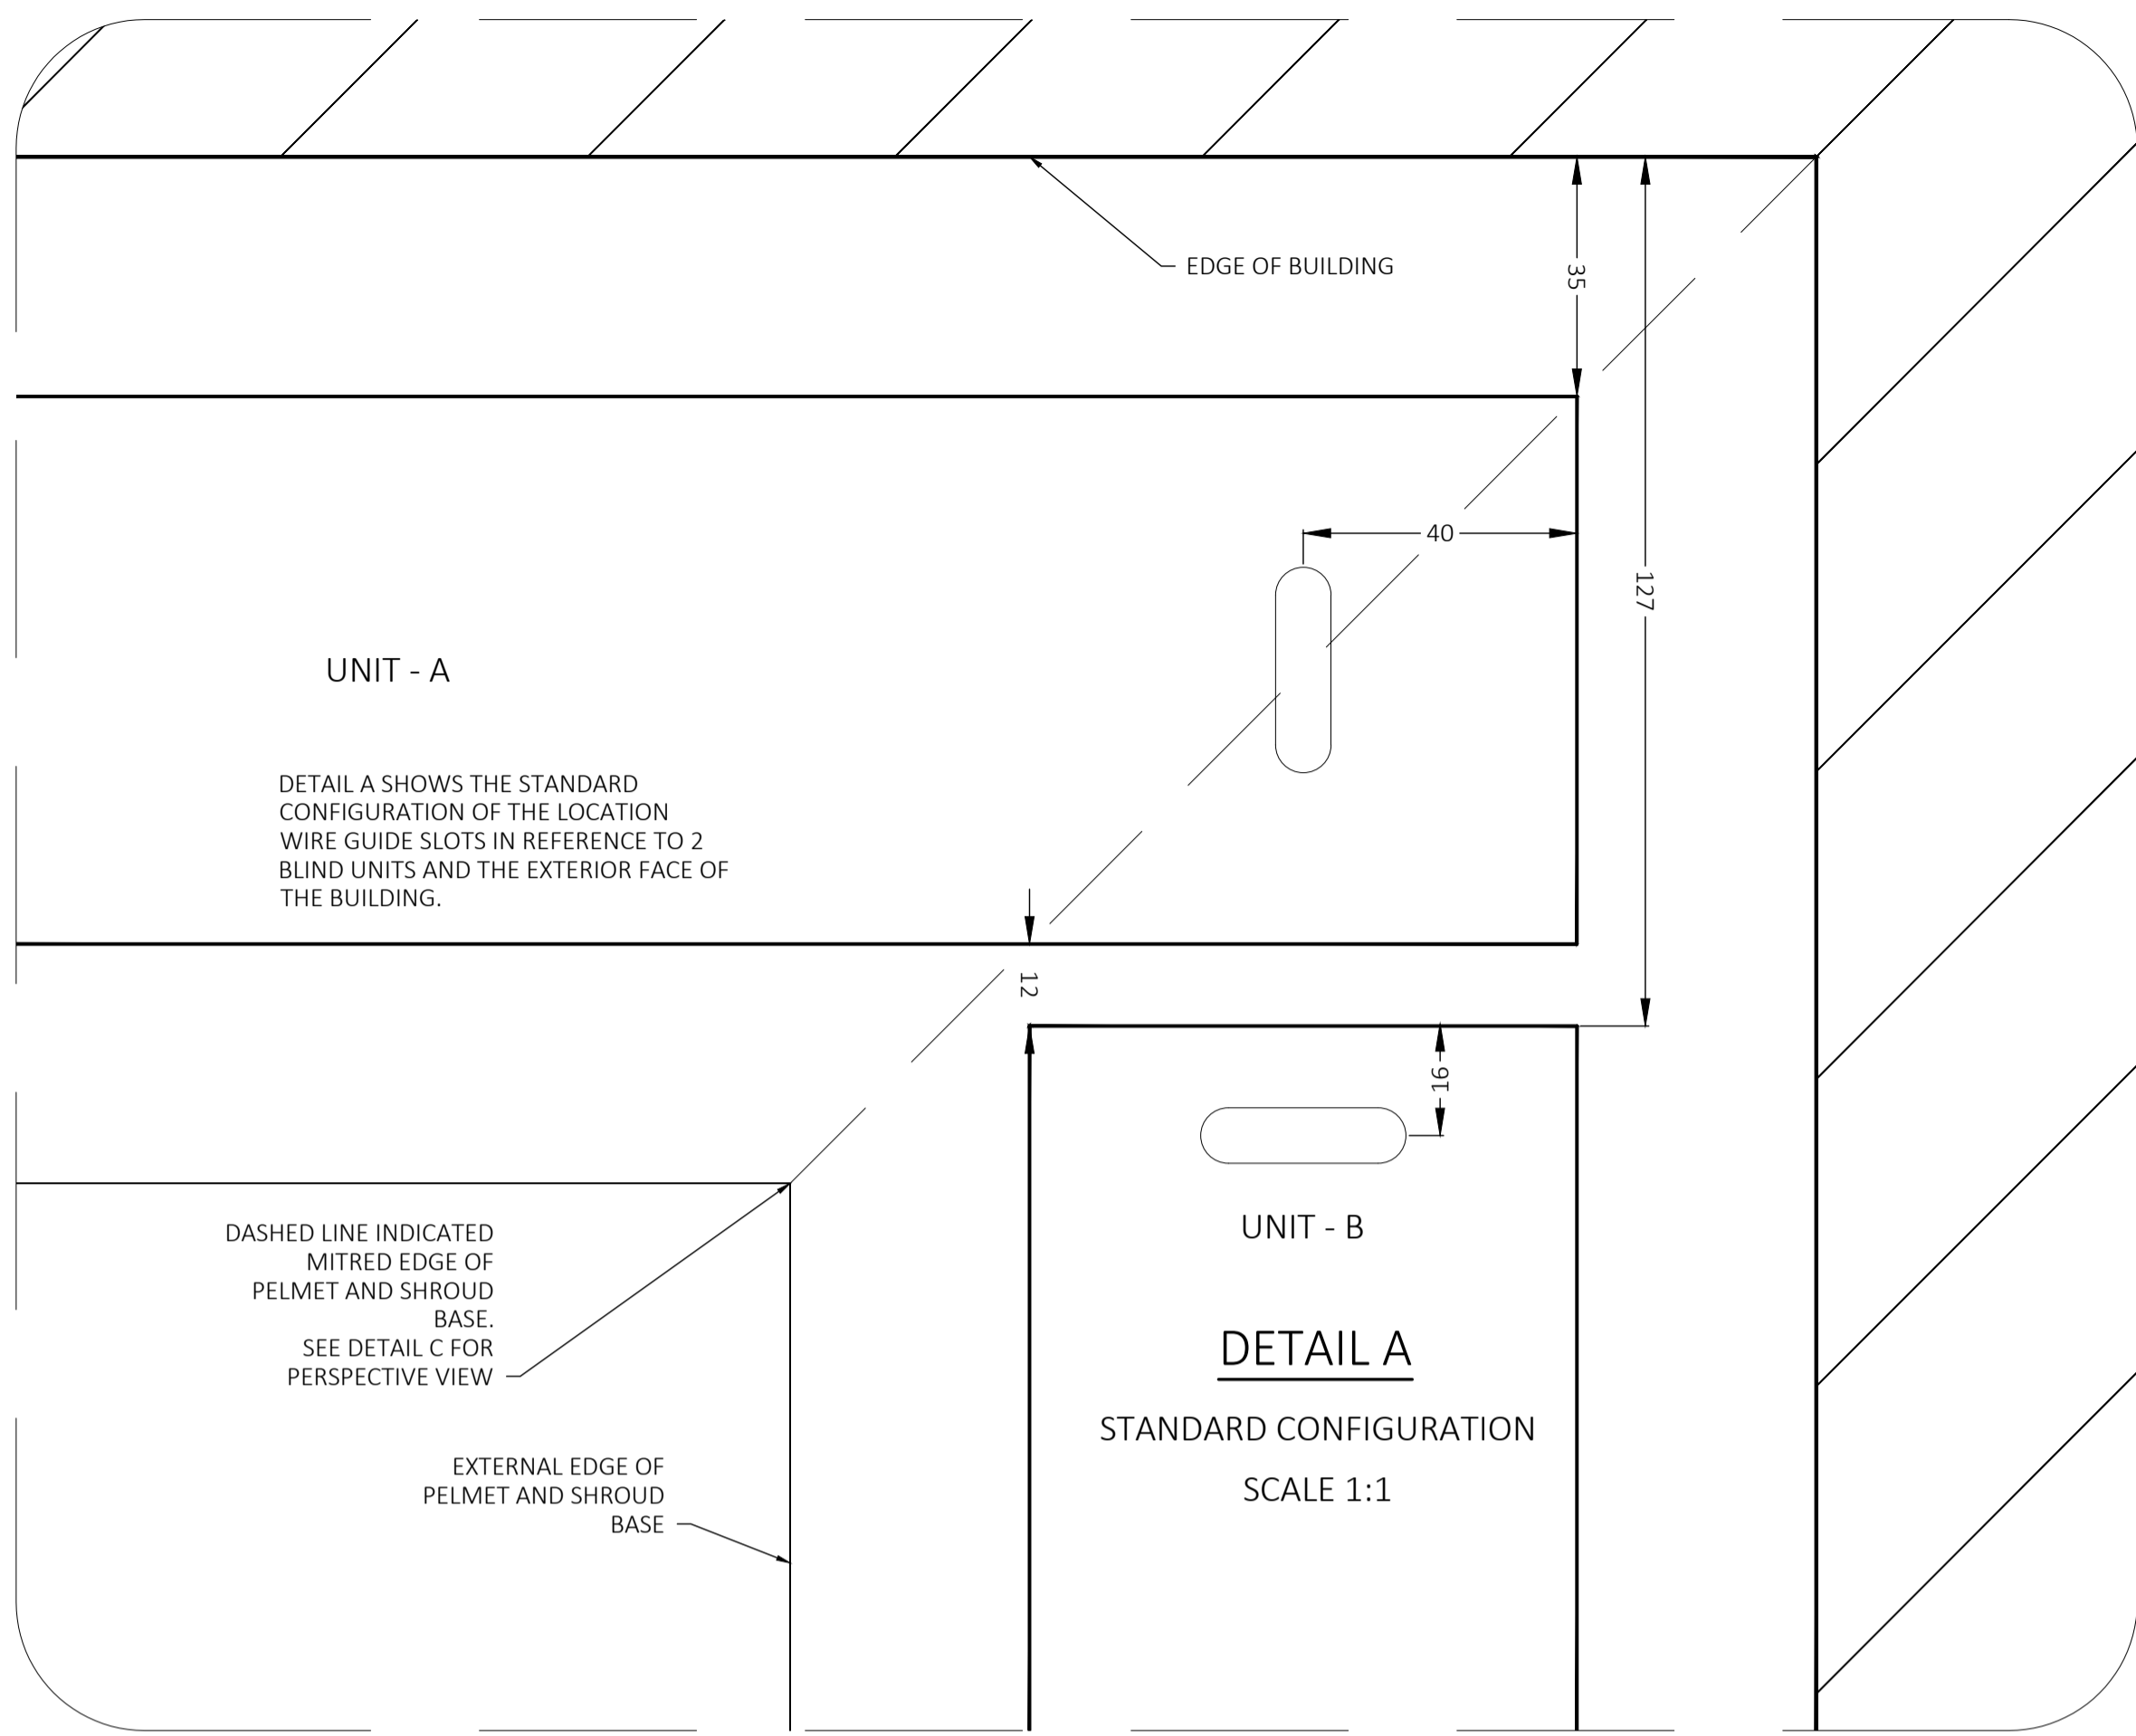 EDGE OF BUILDING
35
40
127
UNIT - A
DETAIL A SHOWS THE STANDARD
CONFIGURATION OF THE LOCATION
WIRE GUIDE SLOTS IN REFERENCE TO 2
BLIND UNITS AND THE EXTERIOR FACE OF
THE BUILDING.
12
16
UNIT - B
DASHED LINE INDICATED
MITRED EDGE OF
PELMET AND SHROUD
BASE.
SEE DETAIL C FOR
PERSPECTIVE VIEW
DETAIL A
STANDARD CONFIGURATION
SCALE 1:1
EXTERNAL EDGE OF
PELMET AND SHROUD
BASE